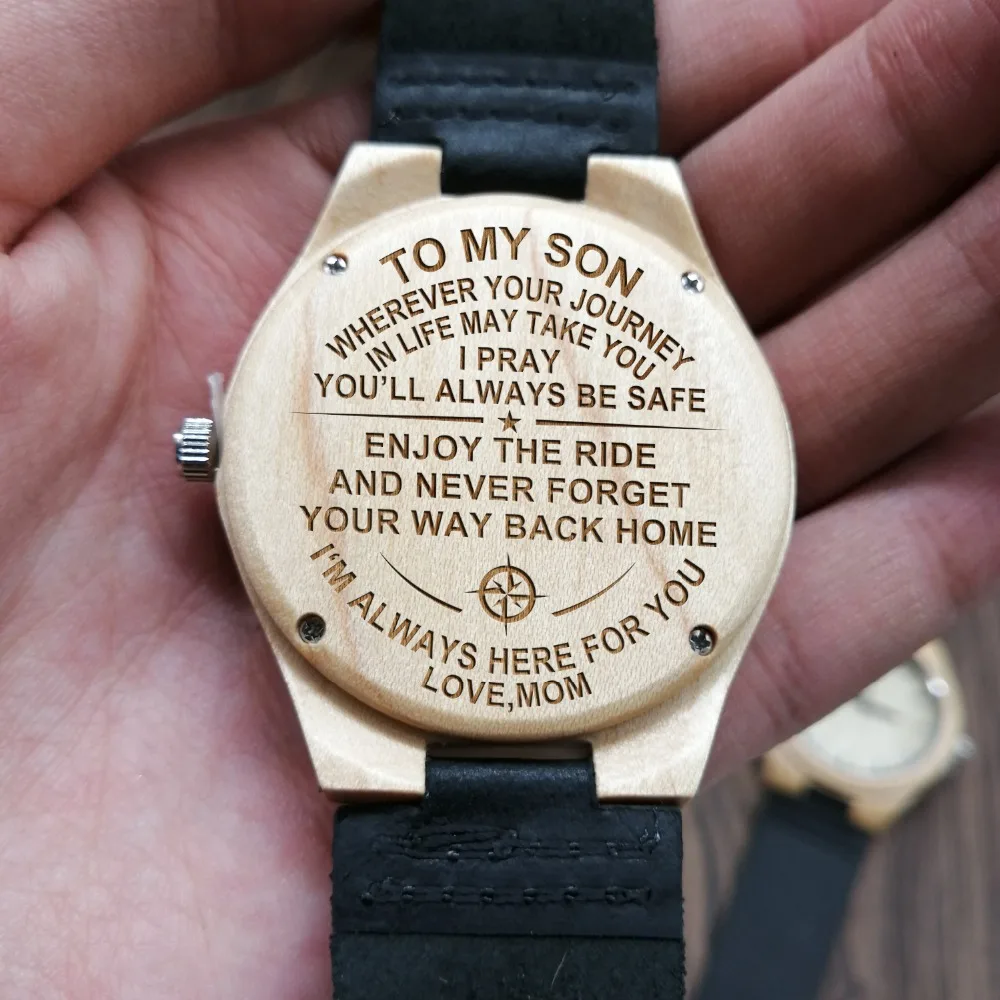 TO MY SON
WHEREVER YOUR JOURNEY
IN LIFE MAY TAKE YOU
I PRAY
YOU'LL ALWAYS BE SAFE
ENJOY THE RIDE
AND NEVER FORGET
YOUR WAY BACK HOME
I'M ALWAYS HERE FOR YOU
LOVE,MOM